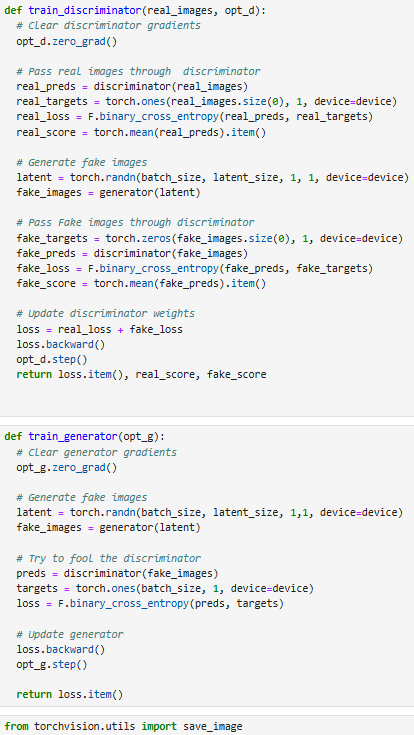 def train_discriminator(real_images, opt_d):
  # Clear discriminator gradients
  opt_d.zero_grad()

  # Pass real images through  discriminator
  real_preds = discriminator(real_images)
  real_targets = torch.ones(real_images.size(0), 1, device=device)
  real_loss = F.binary_cross_entropy(real_preds, real_targets)
  real_score = torch.mean(real_preds).item()

  # Generate fake images
  latent = torch.randn(batch_size, latent_size, 1, 1, device=device)
  fake_images = generator(latent)

  # Pass Fake images through discriminator
  fake_targets = torch.zeros(fake_images.size(0), 1, device=device)
  fake_preds = discriminator(fake_images)
  fake_loss = F.binary_cross_entropy(fake_preds, fake_targets)
  fake_score = torch.mean(fake_preds).item()

  # Update discriminator weights
  loss = real_loss + fake_loss
  loss.backward()
  opt_d.step()
  return loss.item(), real_score, fake_score

def train_generator(opt_g):
  # Clear generator gradients
  opt_g.zero_grad()

  # Generate fake images
  latent = torch.randn(batch_size, latent_size, 1,1, device=device)
  fake_images = generator(latent)

  # Try to fool the discriminator
  preds = discriminator(fake_images)
  targets = torch.ones(batch_size, 1, device=device)
  loss = F.binary_cross_entropy(preds, targets)

  # Update generator
  loss.backward()
  opt_g.step()

  return loss.item()

from torchvision.utils import save_image